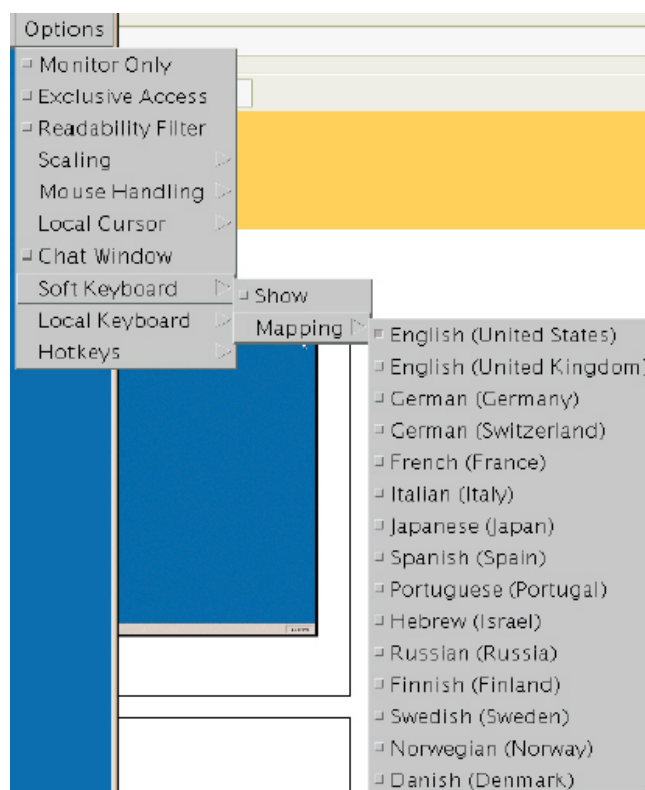 Options
Monitor Only
Exclusive Access
Readability Filter
Scaling
Mouse Handling
Local Cursor
Chat Window
Soft Keyboard
Local Keyboard
Hotkeys
Show
Mapping
English (United States)
English (United Kingdom)
German (Germany)
German (Switzerland)
French (France)
Italian (Italy)
Japanese (Japan)
Spanish (Spain)
Portuguese (Portugal)
Hebrew (Israel)
Russian (Russia)
Finnish (Finland)
Swedish (Sweden)
Norwegian (Norway)
Danish (Denmark)